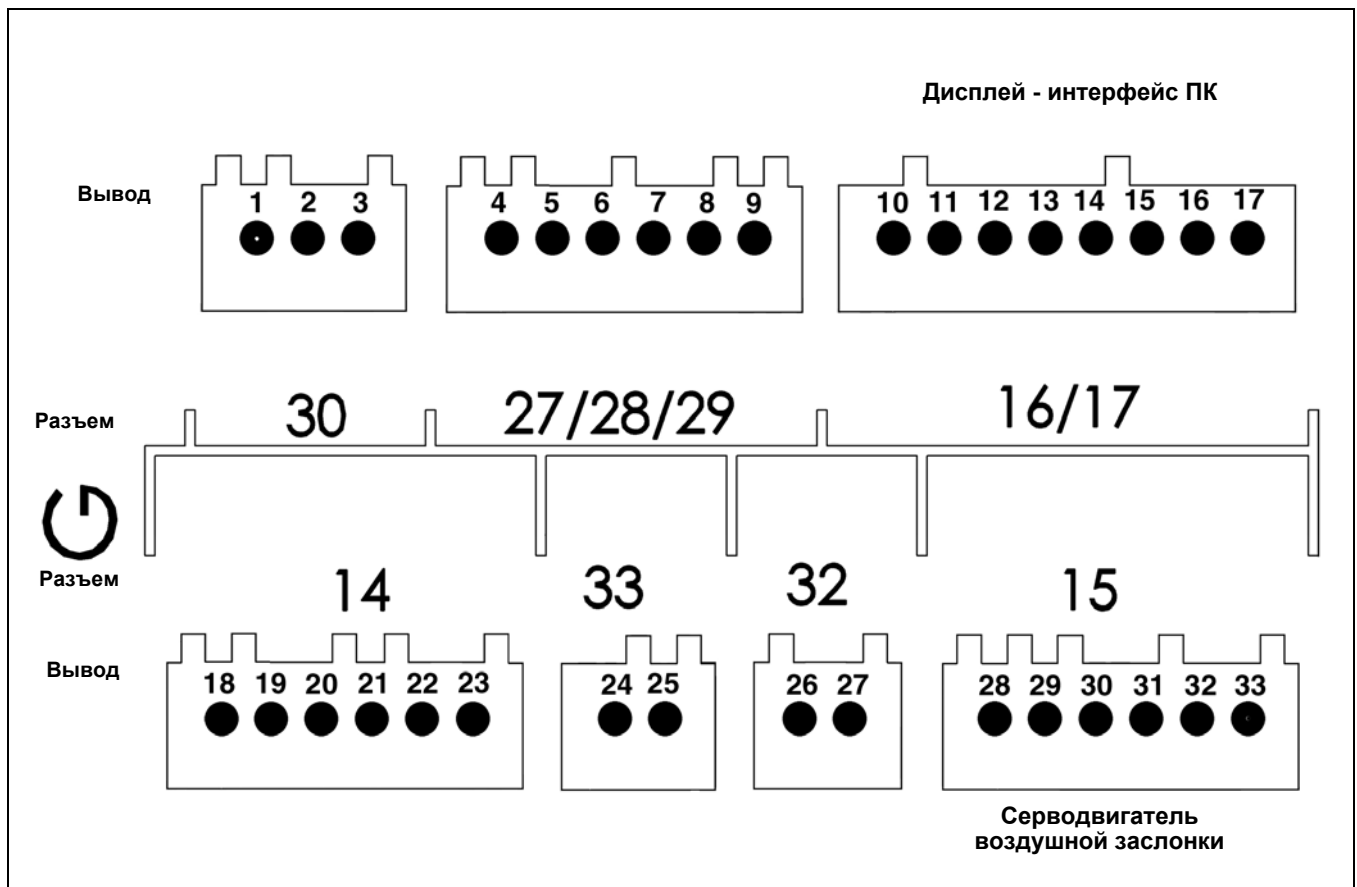 Дисплей - интерфейс ПК
Вывод
1 2 3 4 5 6 7 8 9 10 11 12 13 14 15 16 17
Разъем 30 27/28/29 16/17
Разъем 14 33 32 15
Вывод
18 19 20 21 22 23 24 25 26 27 28 29 30 31 32 33
Серводвигатель
воздушной заслонки